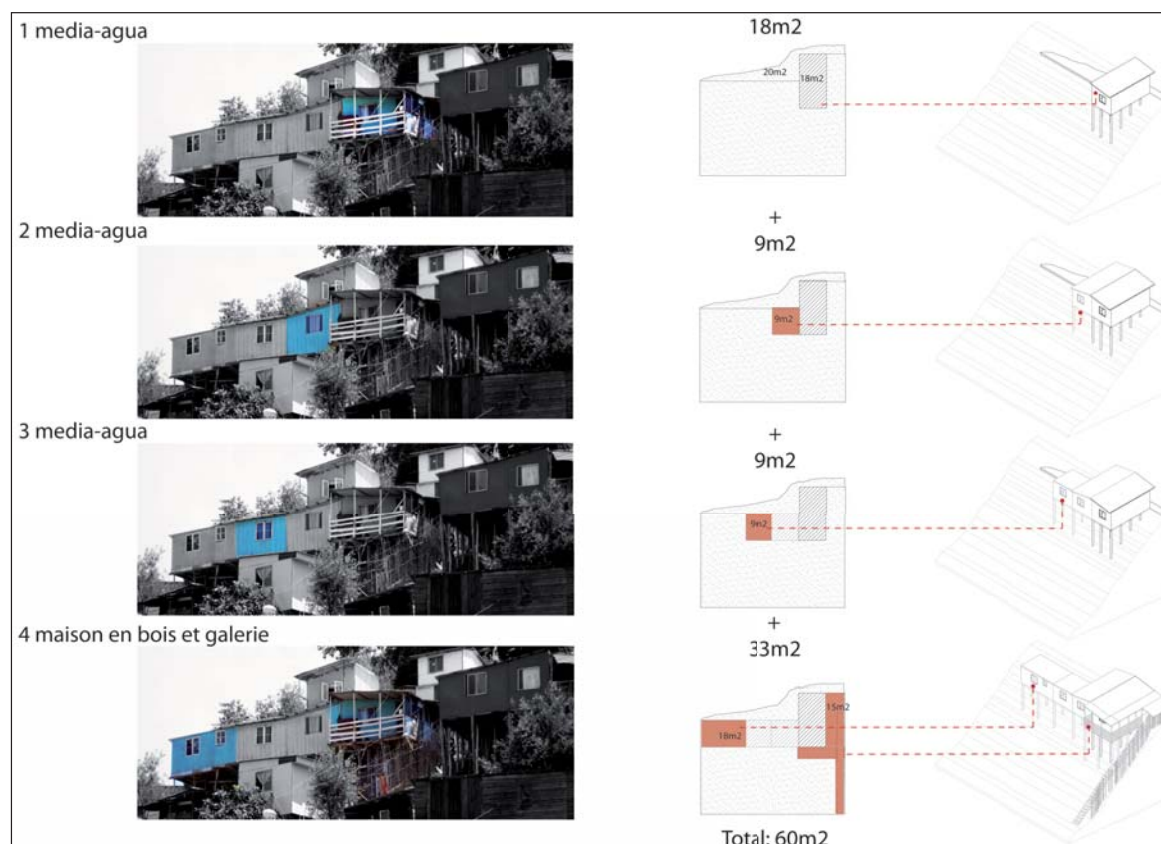 1 media-agua
18m2
20m2
18m2
2 media-agua
+
9m2
9m2
3 media-agua
+
9m2
9m2
4 maison en bois et galerie
+
33m2
15m2
18m2
Total: 60m2